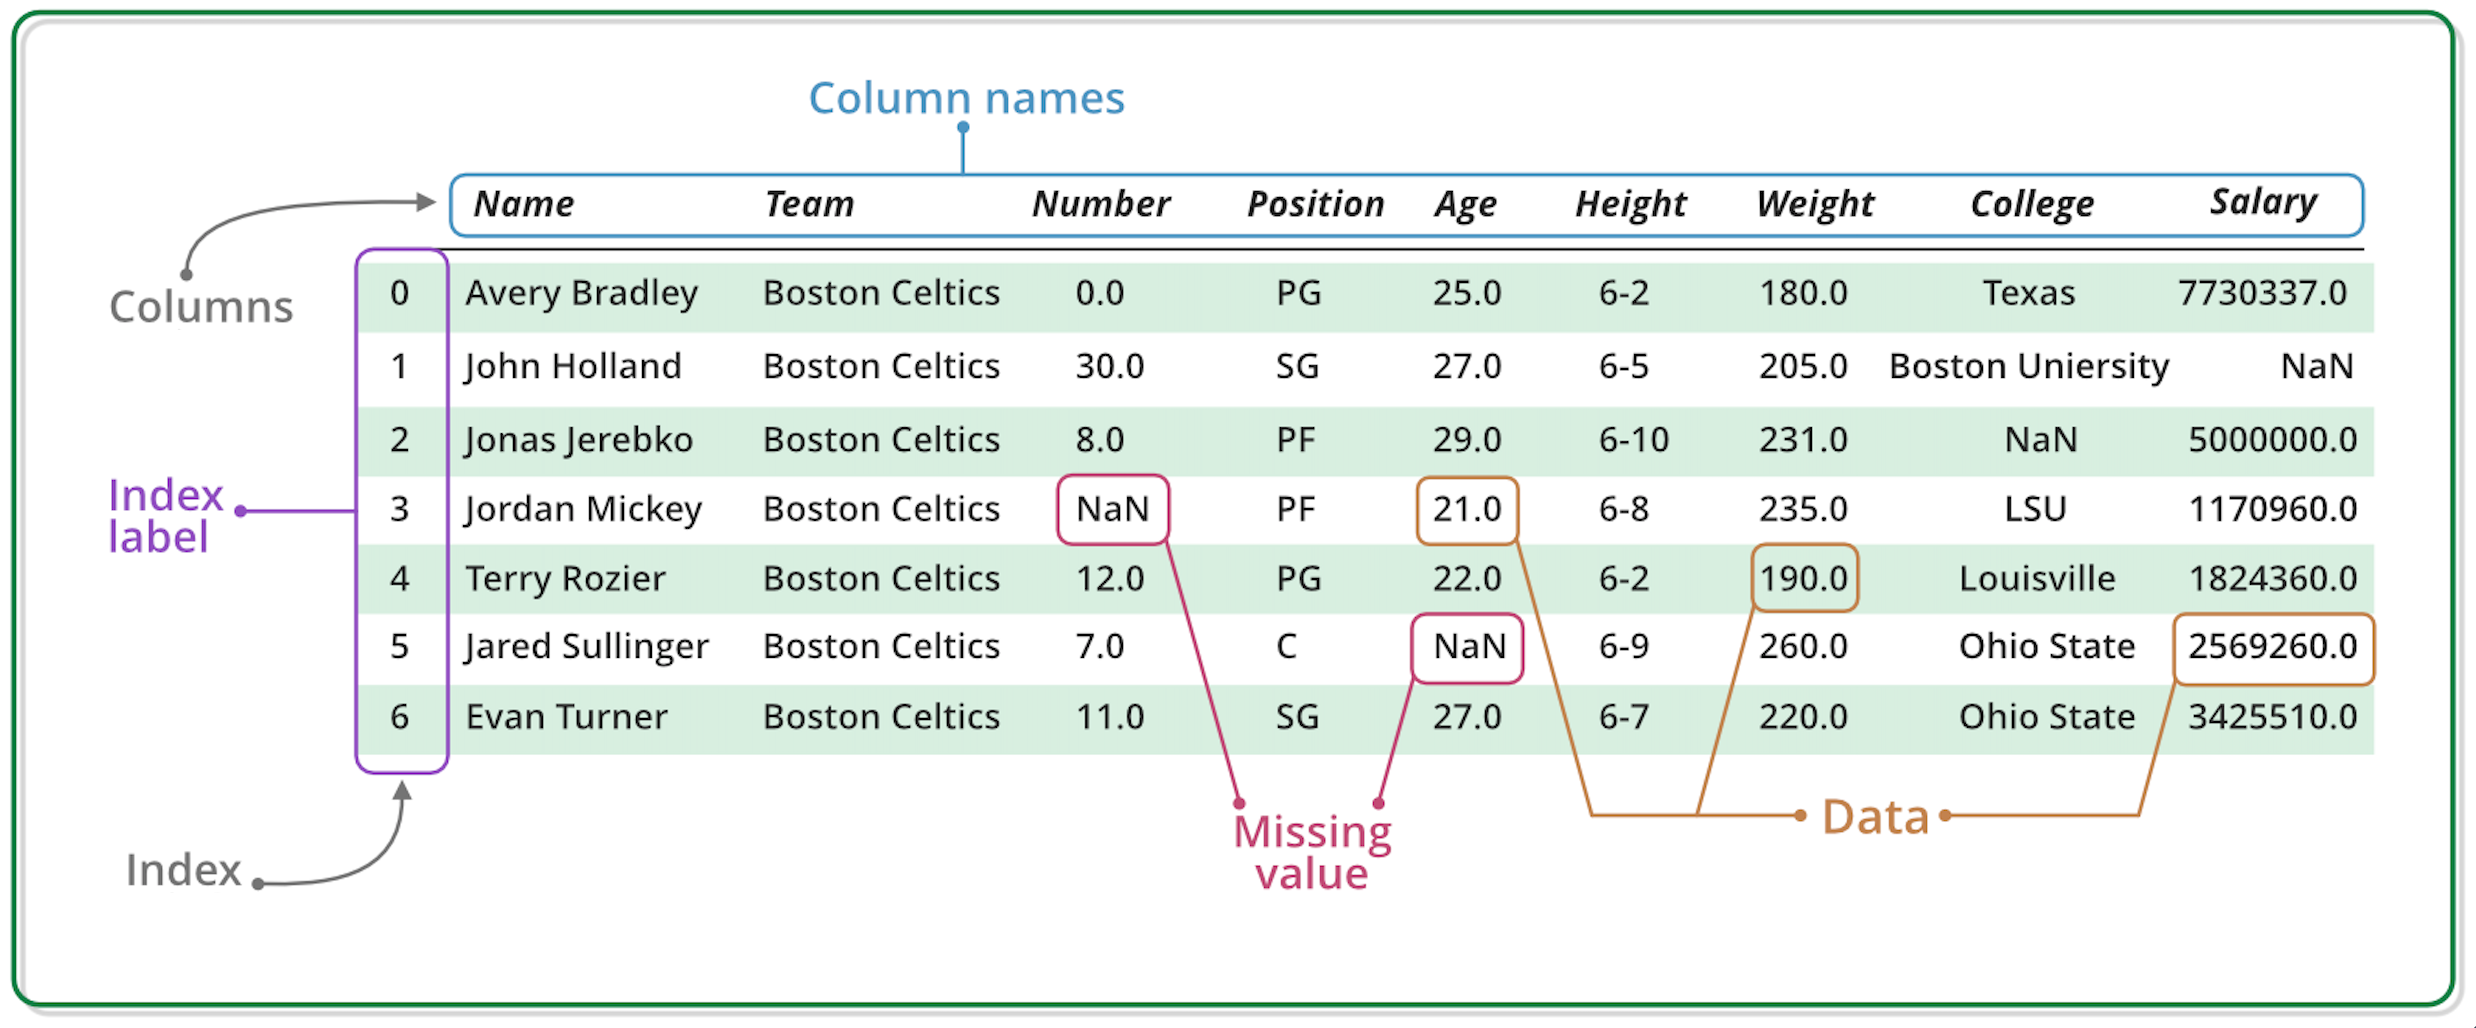 Column names
Name Team Number Position Age Height Weight College Salary
Columns
0 Avery Bradley Boston Celtics 0.0 PG 25.0 6-2 180.0 Texas 7730337.0
1 John Holland Boston Celtics 30.0 SG 27.0 6-5 205.0 Boston Uniersity NaN
2 Jonas Jerebko Boston Celtics 8.0 PF 29.0 6-10 231.0 NaN 5000000.0
Index
label
3 Jordan Mickey Boston Celtics NaN PF 21.0 6-8 235.0 LSU 1170960.0
4 Terry Rozier Boston Celtics 12.0 PG 22.0 6-2 190.0 Louisville 1824360.0
5 Jared Sullinger Boston Celtics 7.0 C NaN 6-9 260.0 Ohio State 2569260.0
6 Evan Turner Boston Celtics 11.0 SG 27.0 6-7 220.0 Ohio State 3425510.0
Index
Missing
value
Data